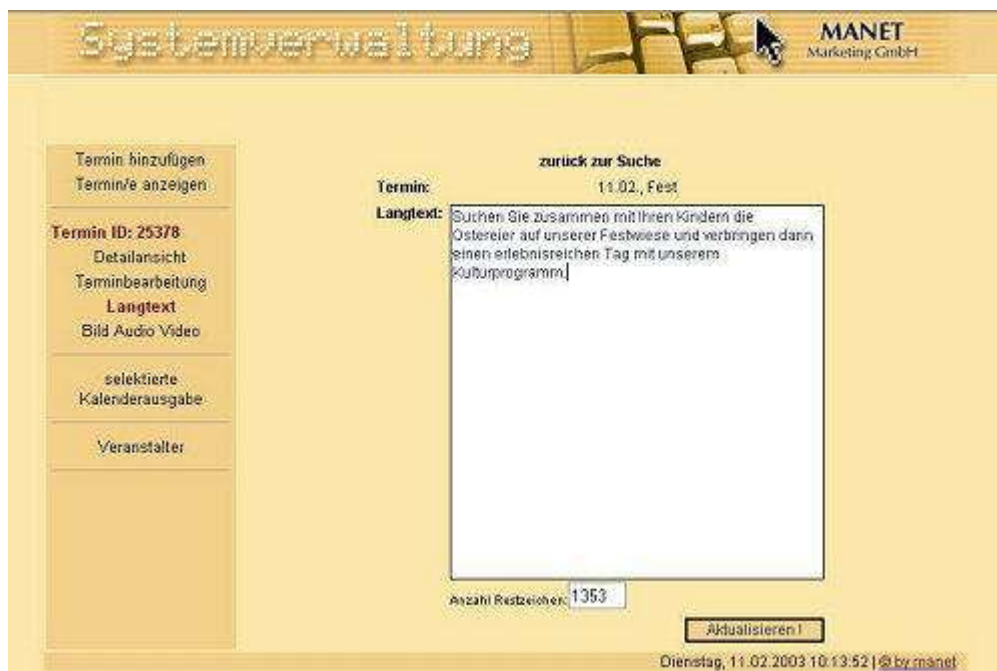 Systemverwaltung
MANET
Marketing GmbH
Termin hinzufügen
Termin/e anzeigen
Termin ID: 25378
Detailansicht
Terminbearbeitung
Langtext
Bild Audio Video
selektierte
Kalenderausgabe
Veranstalter
zurück zur Suche
Termin: 11.02., Fest
Langtext:
Suchen Sie zusammen mit Ihren Kindern die
Ostereier auf unserer Festwiese und verbringen dann
einen erlebnisreichen Tag mit unserem
Kulturprogramm.
Anzahl Restzeichen: 1353
Aktualisieren !
Dienstag, 11.02.2003 10:13:52 | © by manet